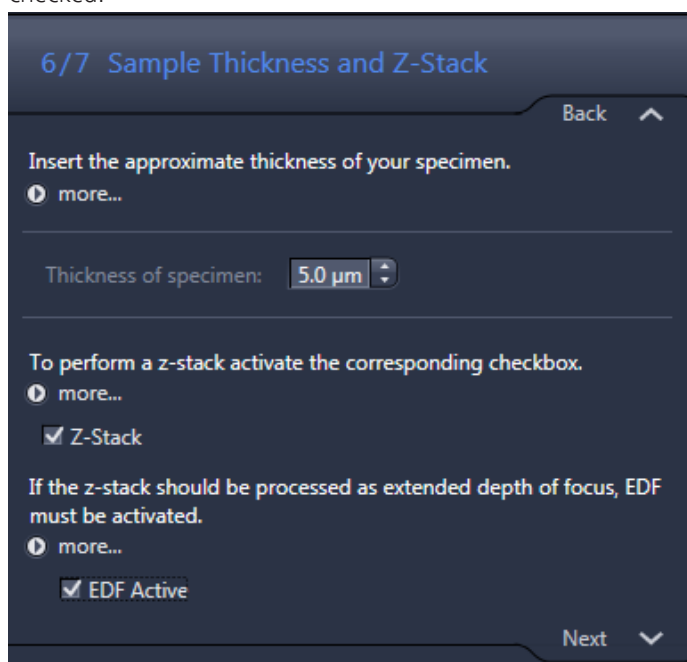 checked.
6/7 Sample Thickness and Z-Stack
Back
Insert the approximate thickness of your specimen.
more...
Thickness of specimen: 5.0 µm
To perform a z-stack activate the corresponding checkbox.
more...
Z-Stack
If the z-stack should be processed as extended depth of focus, EDF
must be activated.
more...
EDF Active
Next